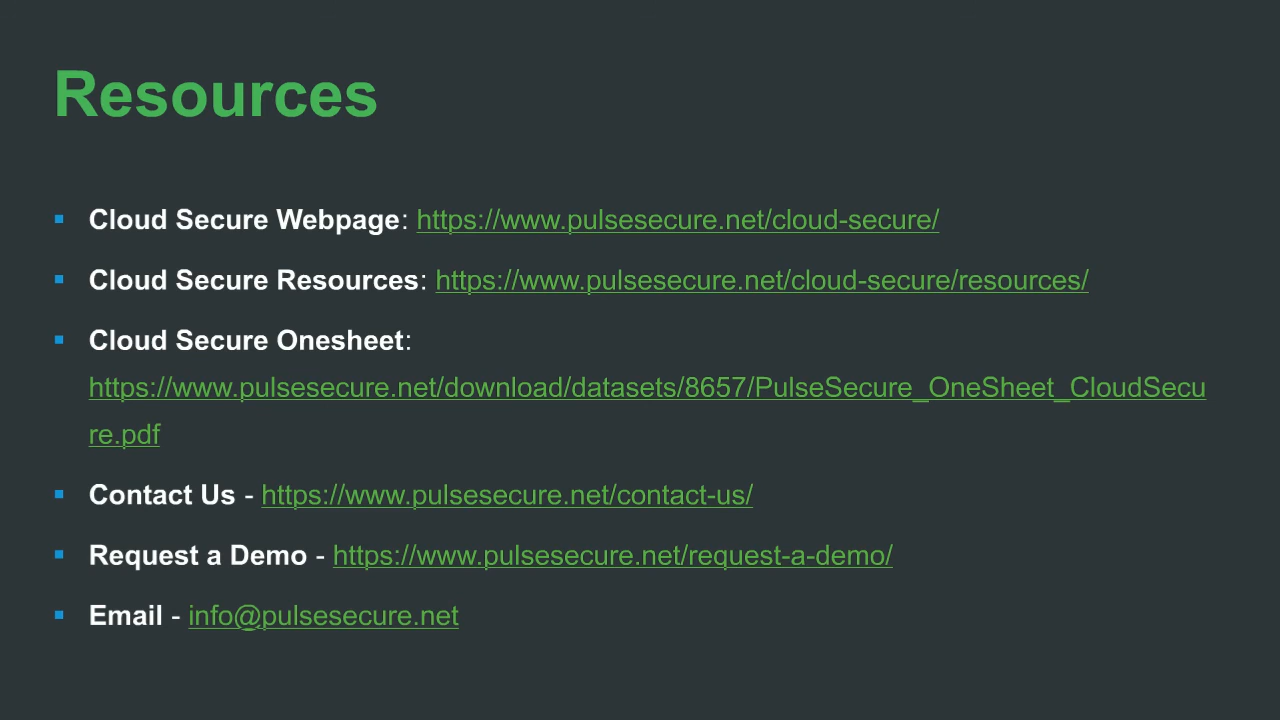 Resources
Cloud Secure Webpage: https://www.pulsesecure.net/cloud-secure/
Cloud Secure Resources: https://www.pulsesecure.net/cloud-secure/resources/
Cloud Secure Onesheet:
https://www.pulsesecure.net/download/datasets/8657/PulseSecure_OneSheet_CloudSecu
re.pdf
Contact Us - https://www.pulsesecure.net/contact-us/
Request a Demo - https://www.pulsesecure.net/request-a-demo/
Email - info@pulsesecure.net